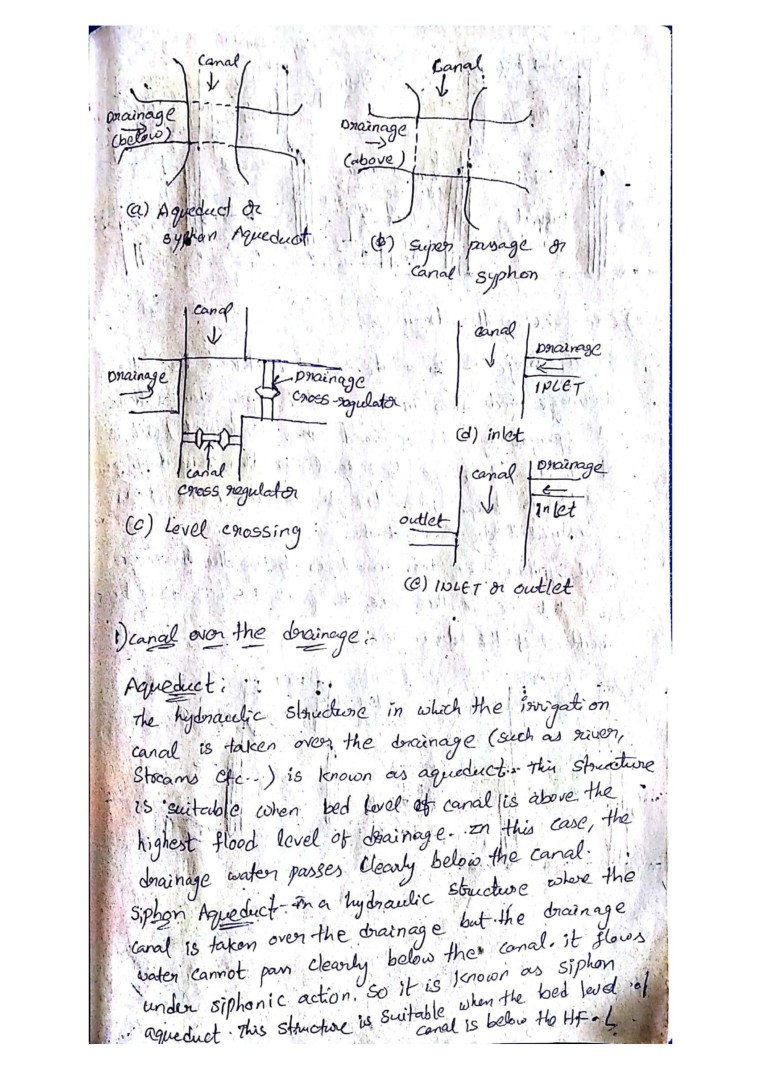 Canal
Drainage
(below)
(a) Aqueduct or
syphon Aqueduct
Canal
Drainage
(above)
(b) Super passage or
Canal syphon
canal
Drainage
Drainage
cross-regulator
canal
cross regulator
(c) Level crossing
canal
Drainage
INLET
(d) inlet
canal
Drainage
Inlet
outlet
(e) INLET or outlet
1) canal over the drainage:-
Aqueduct:
The hydraulic structure in which the irrigation
canal is taken over the drainage (such as river,
Streams etc..) is known as aqueduct. This structure
is suitable when bed level of canal is above the
highest flood level of drainage. In this case, the
drainage water passes clearly below the canal.
Siphon Aqueduct - In a hydraulic structure where the
canal is taken over the drainage but the drainage
water cannot pass clearly below the canal. it flows
under siphonic action. So it is known as siphon
aqueduct. This structure is suitable when the bed level of
canal is below the H.F.L.